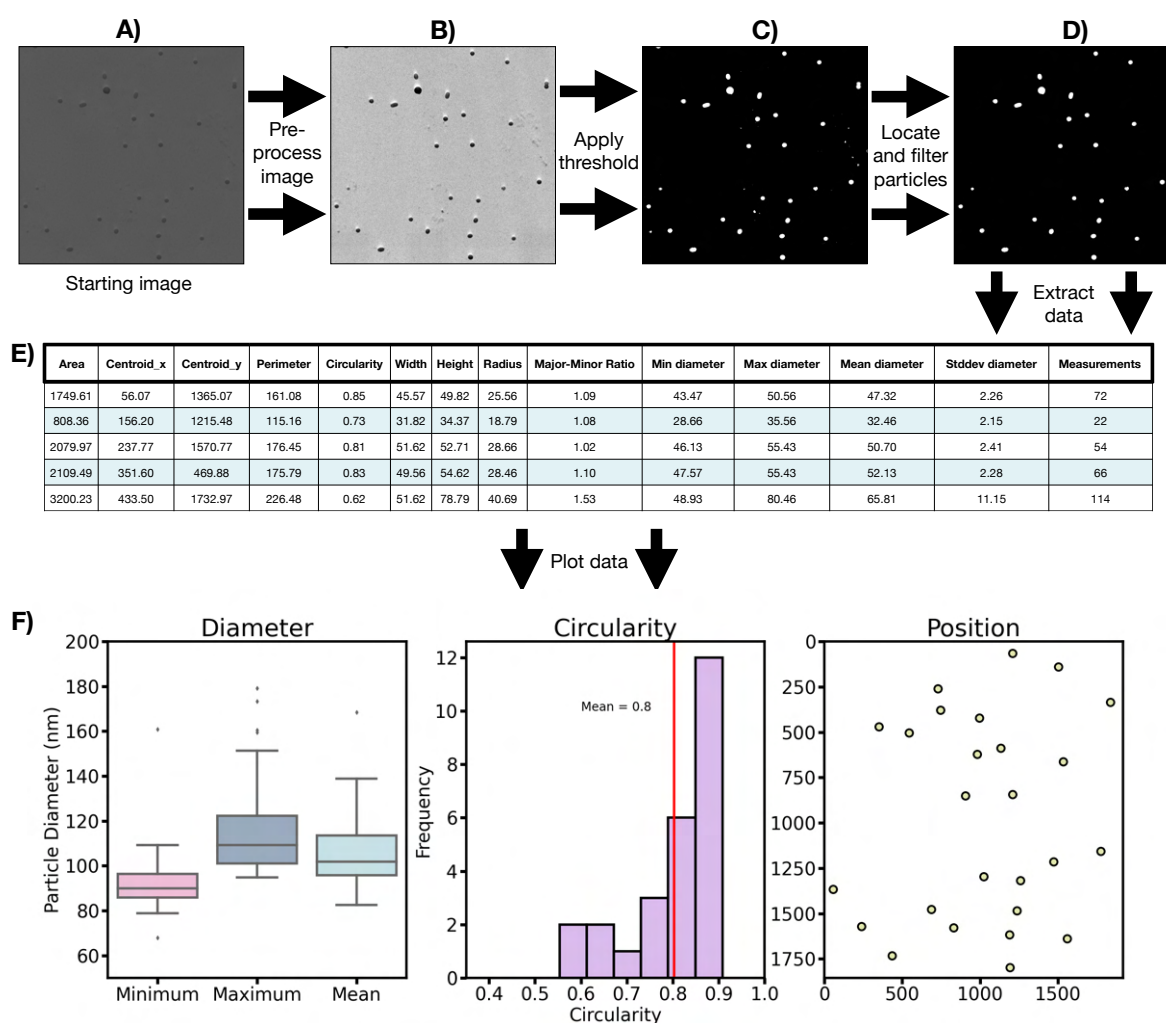 A)
B)
C)
D)
Pre-
process
image
Apply
threshold
Locate
and filter
particles
Starting image
Extract
data
E)
Area Centroid_x Centroid_y Perimeter Circularity Width Height Radius Major-Minor Ratio Min diameter Max diameter Mean diameter Stddev diameter Measurements
1749.61 56.07 1365.07 161.08 0.85 45.57 49.82 25.56 1.09 43.47 50.56 47.32 2.26 72
808.36 156.20 1215.48 115.16 0.73 31.82 34.37 18.79 1.08 28.66 35.56 32.46 2.15 22
2079.97 237.77 1570.77 176.45 0.81 51.62 52.71 28.66 1.02 46.13 55.43 50.70 2.41 54
2109.49 351.60 469.88 175.79 0.83 49.56 54.62 28.46 1.10 47.57 55.43 52.13 2.28 66
3200.23 433.50 1732.97 226.48 0.62 51.62 78.79 40.69 1.53 48.93 80.46 65.81 11.15 114
Plot data
F)
Diameter
Particle Diameter (nm)
200
180
160
140
120
100
80
60
Minimum Maximum Mean
Circularity
Frequency
12
10
8
6
4
2
0
Mean = 0.8
0.4 0.5 0.6 0.7 0.8 0.9 1.0
Circularity
Position
0
250
500
750
1000
1250
1500
1750
0 500 1000 1500